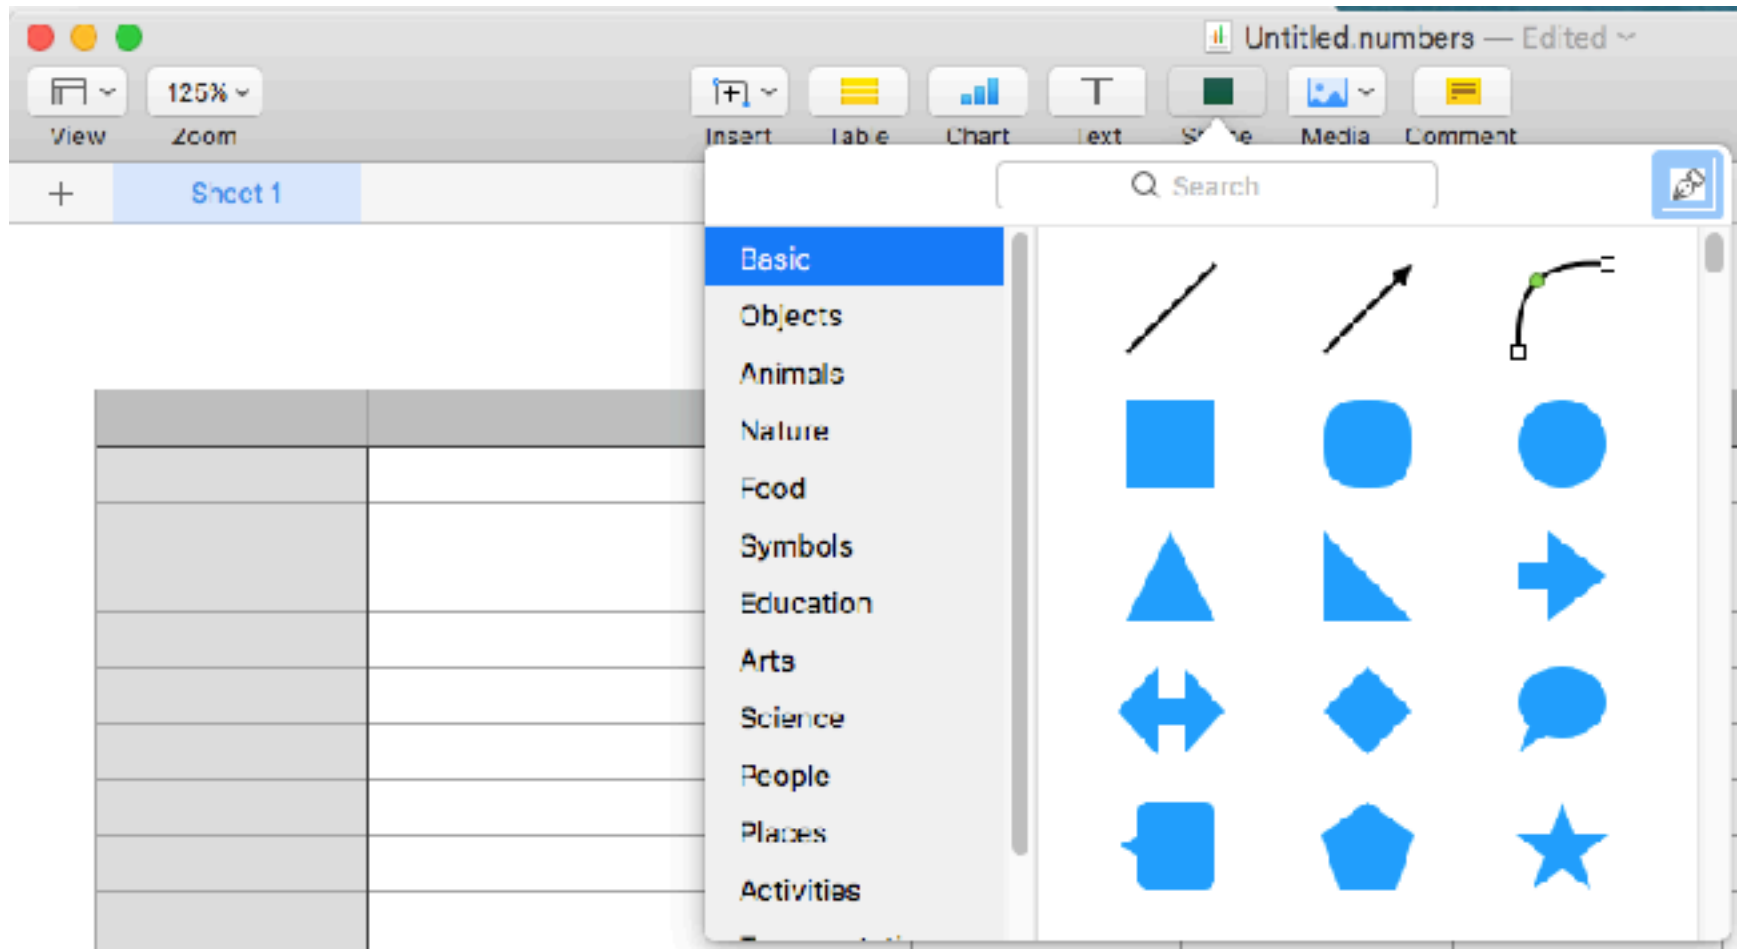 Untitled.numbers — Edited
125%
View Zoom Insert Table Chart Text Shape Media Comment
+ Sheet 1
Search
Basic
Objects
Animals
Nature
Food
Symbols
Education
Arts
Science
People
Places
Activities